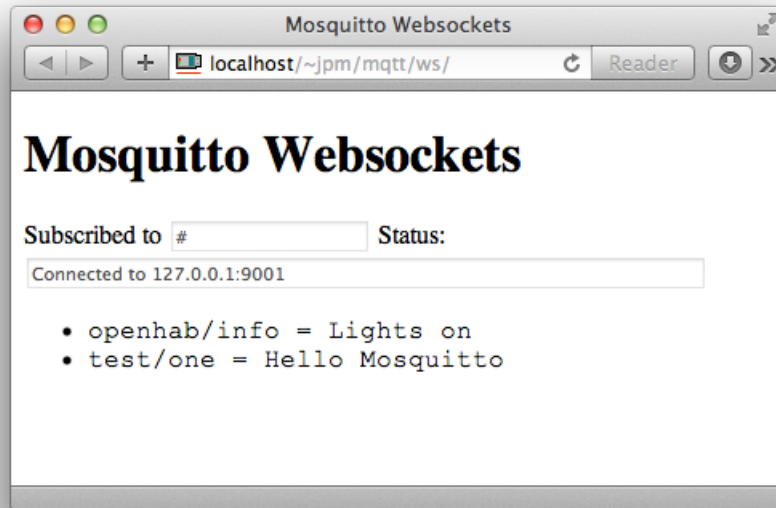 Mosquitto Websockets
localhost/~jpm/mqtt/ws/ Reader
Mosquitto Websockets
Subscribed to # Status:
Connected to 127.0.0.1:9001
• openhab/info = Lights on
• test/one = Hello Mosquitto